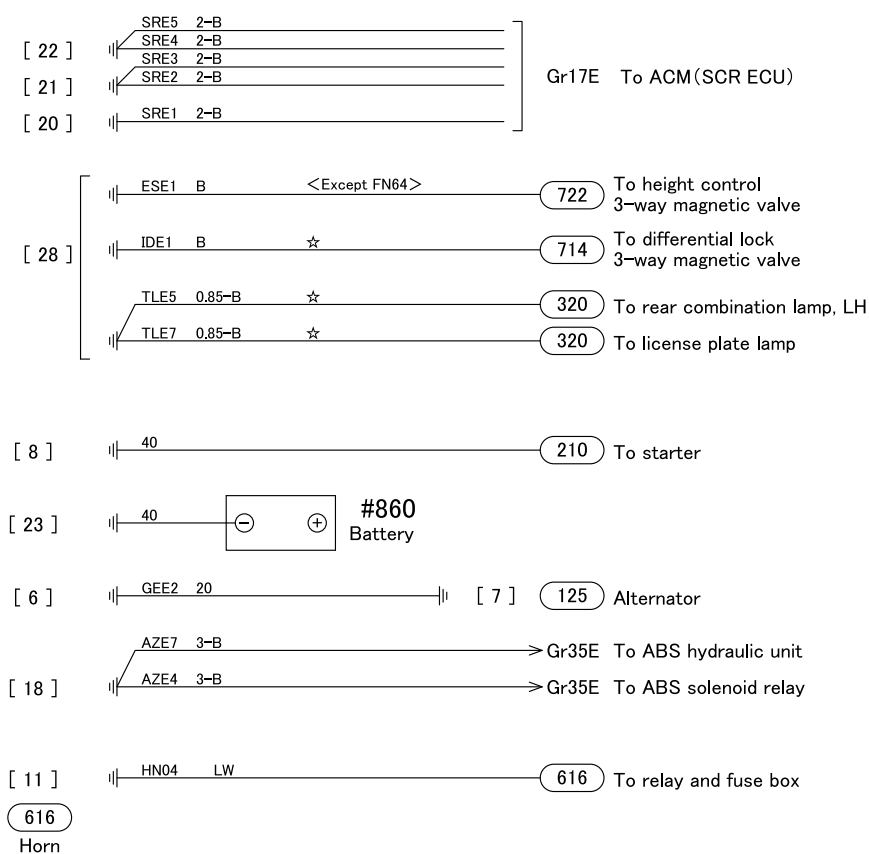 SRE5 2-B
[ 22 ] SRE4 2-B
SRE3 2-B
[ 21 ] SRE2 2-B Gr17E To ACM(SCR ECU)
[ 20 ] SRE1 2-B
ESE1 B <Except FN64> 722 To height control
3-way magnetic valve
[ 28 ] IDE1 B ☆ 714 To differential lock
3-way magnetic valve
TLE5 0.85-B ☆ 320 To rear combination lamp, LH
TLE7 0.85-B ☆ 320 To license plate lamp
[ 8 ] 40 210 To starter
[ 23 ] 40 − + #860
Battery
[ 6 ] GEE2 20 [ 7 ] 125 Alternator
AZE7 3-B Gr35E To ABS hydraulic unit
[ 18 ] AZE4 3-B Gr35E To ABS solenoid relay
[ 11 ] HN04 LW 616 To relay and fuse box
616
Horn